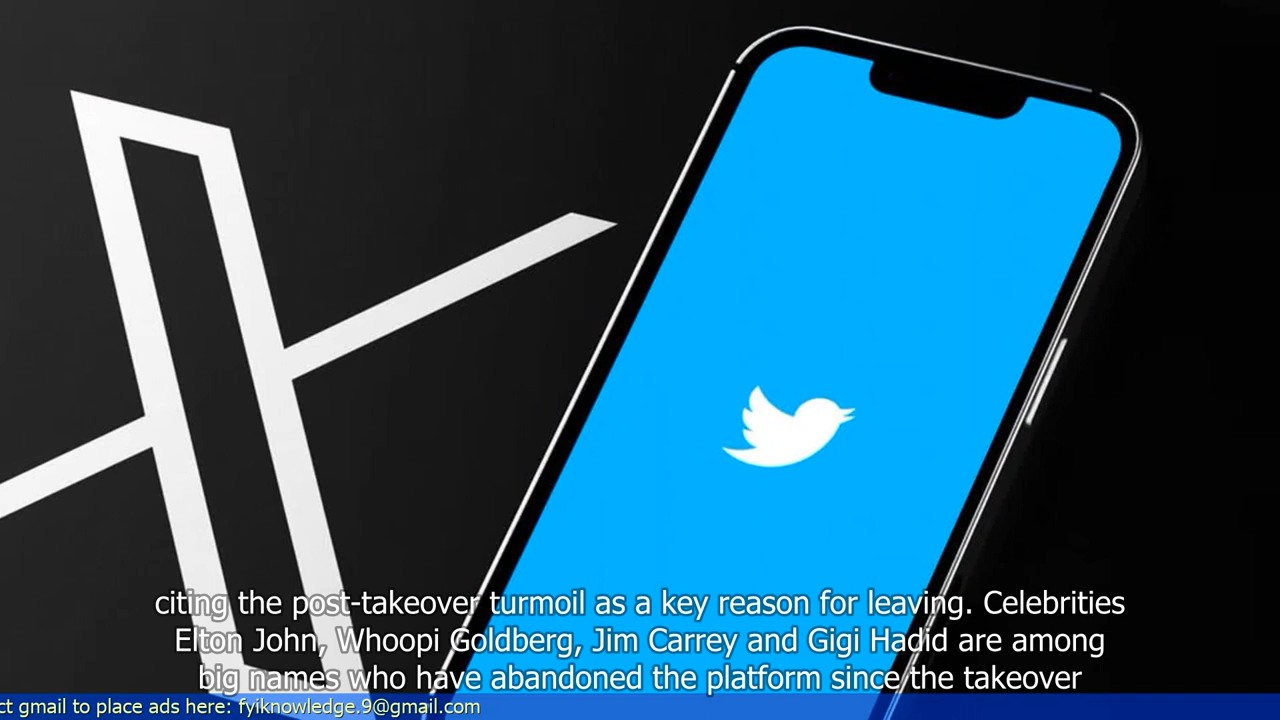 citing the post-takeover turmoil as a key reason for leaving. Celebrities
Elton John, Whoopi Goldberg, Jim Carrey and Gigi Hadid are among
big names who have abandoned the platform since the takeover
ct gmail to place ads here: fyiknowledge.9@gmail.com